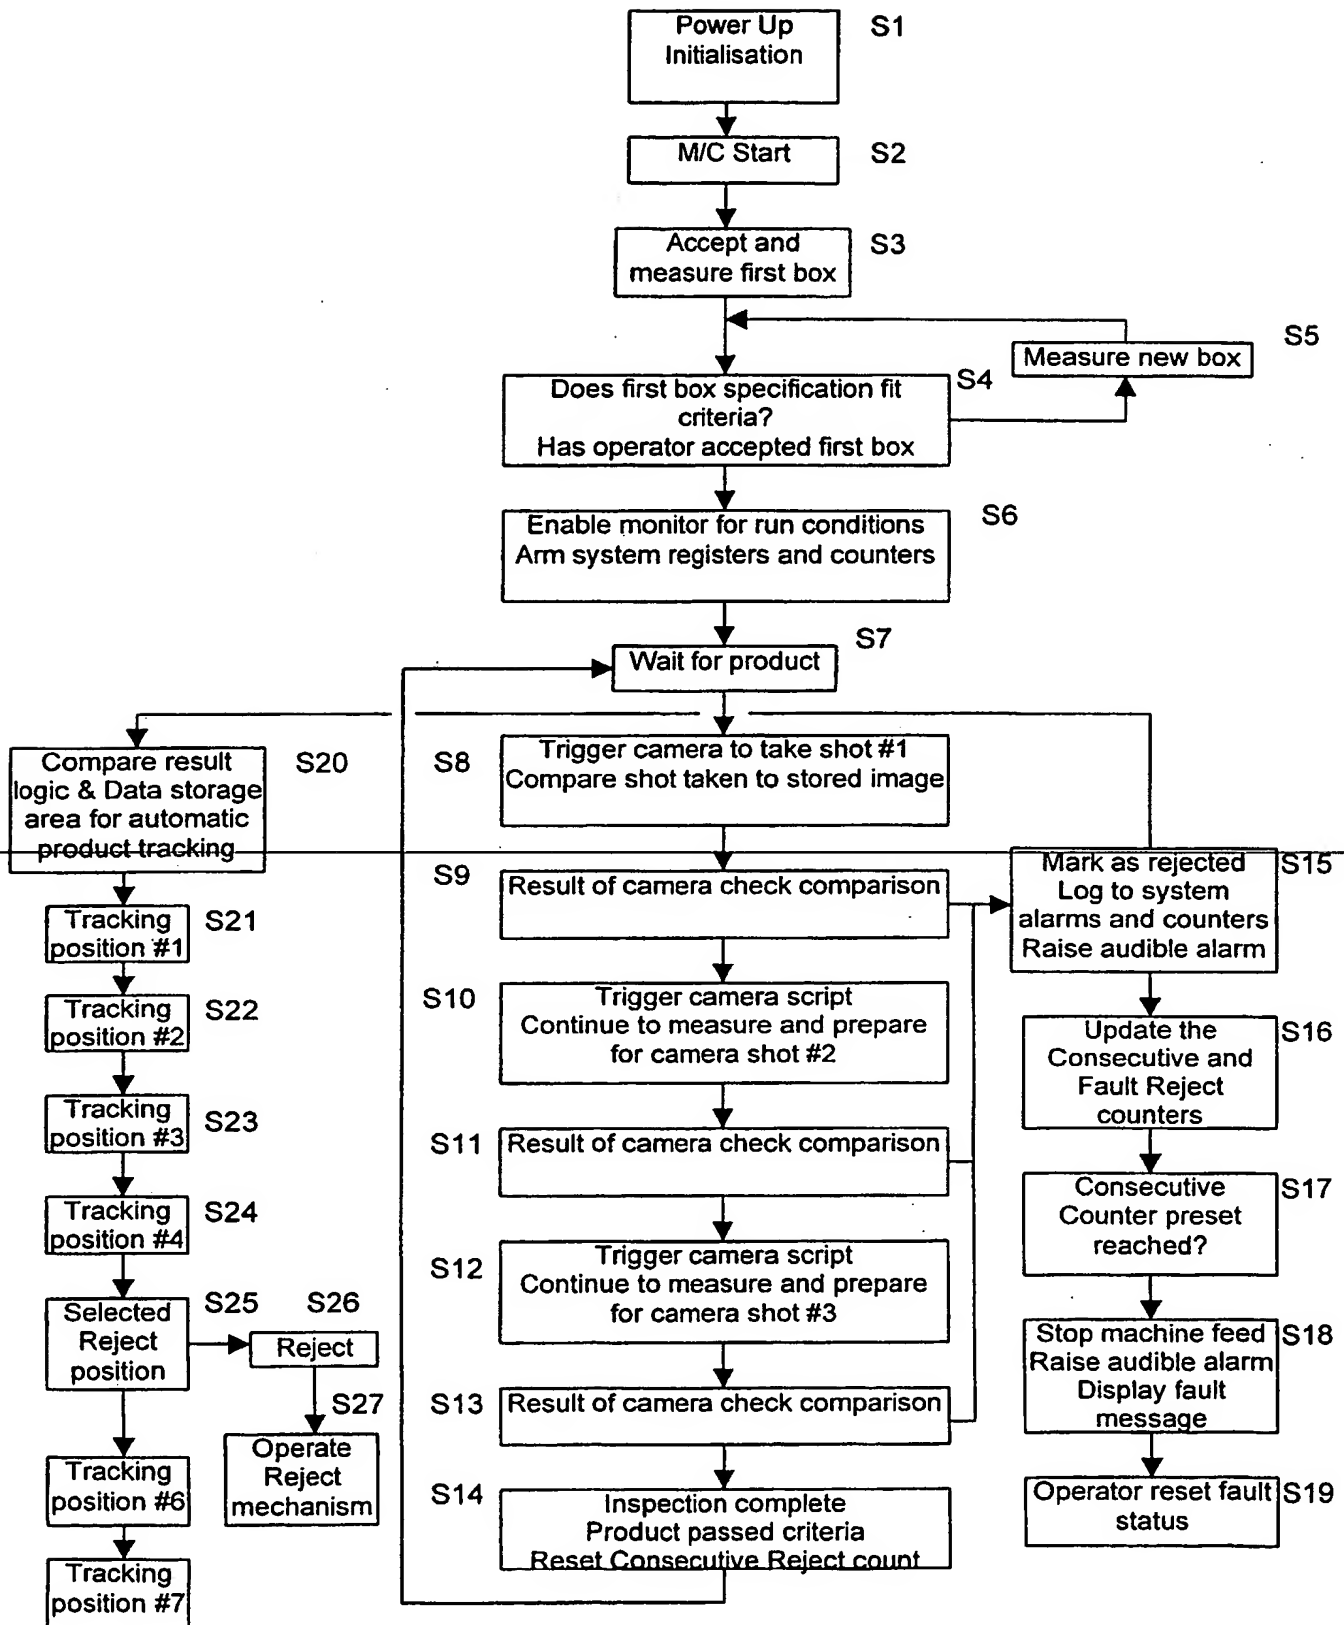 Power Up
Initialisation
S1
M/C Start
S2
Accept and
measure first box
S3
S5
Measure new box
S4
Does first box specification fit
criteria?
Has operator accepted first box
S6
Enable monitor for run conditions
Arm system registers and counters
S7
Wait for product
Compare result
logic & Data storage
area for automatic
product tracking
S20
S8
Trigger camera to take shot #1
Compare shot taken to stored image
S9
Result of camera check comparison
Mark as rejected
Log to system
alarms and counters
Raise audible alarm
S15
Tracking
position #1
S21
S10
Trigger camera script
Continue to measure and prepare
for camera shot #2
Tracking
position #2
S22
Update the
Consecutive and
Fault Reject
counters
S16
Tracking
position #3
S23
S11
Result of camera check comparison
Consecutive
Counter preset
reached?
S17
Tracking
position #4
S24
S12
Trigger camera script
Continue to measure and prepare
for camera shot #3
Selected
Reject
position
S25
S26
Reject
Stop machine feed
Raise audible alarm
Display fault
message
S18
S27
Operate
Reject
mechanism
S13
Result of camera check comparison
Tracking
position #6
S14
Inspection complete
Product passed criteria
Reset Consecutive Reject count
Operator reset fault
status
S19
Tracking
position #7